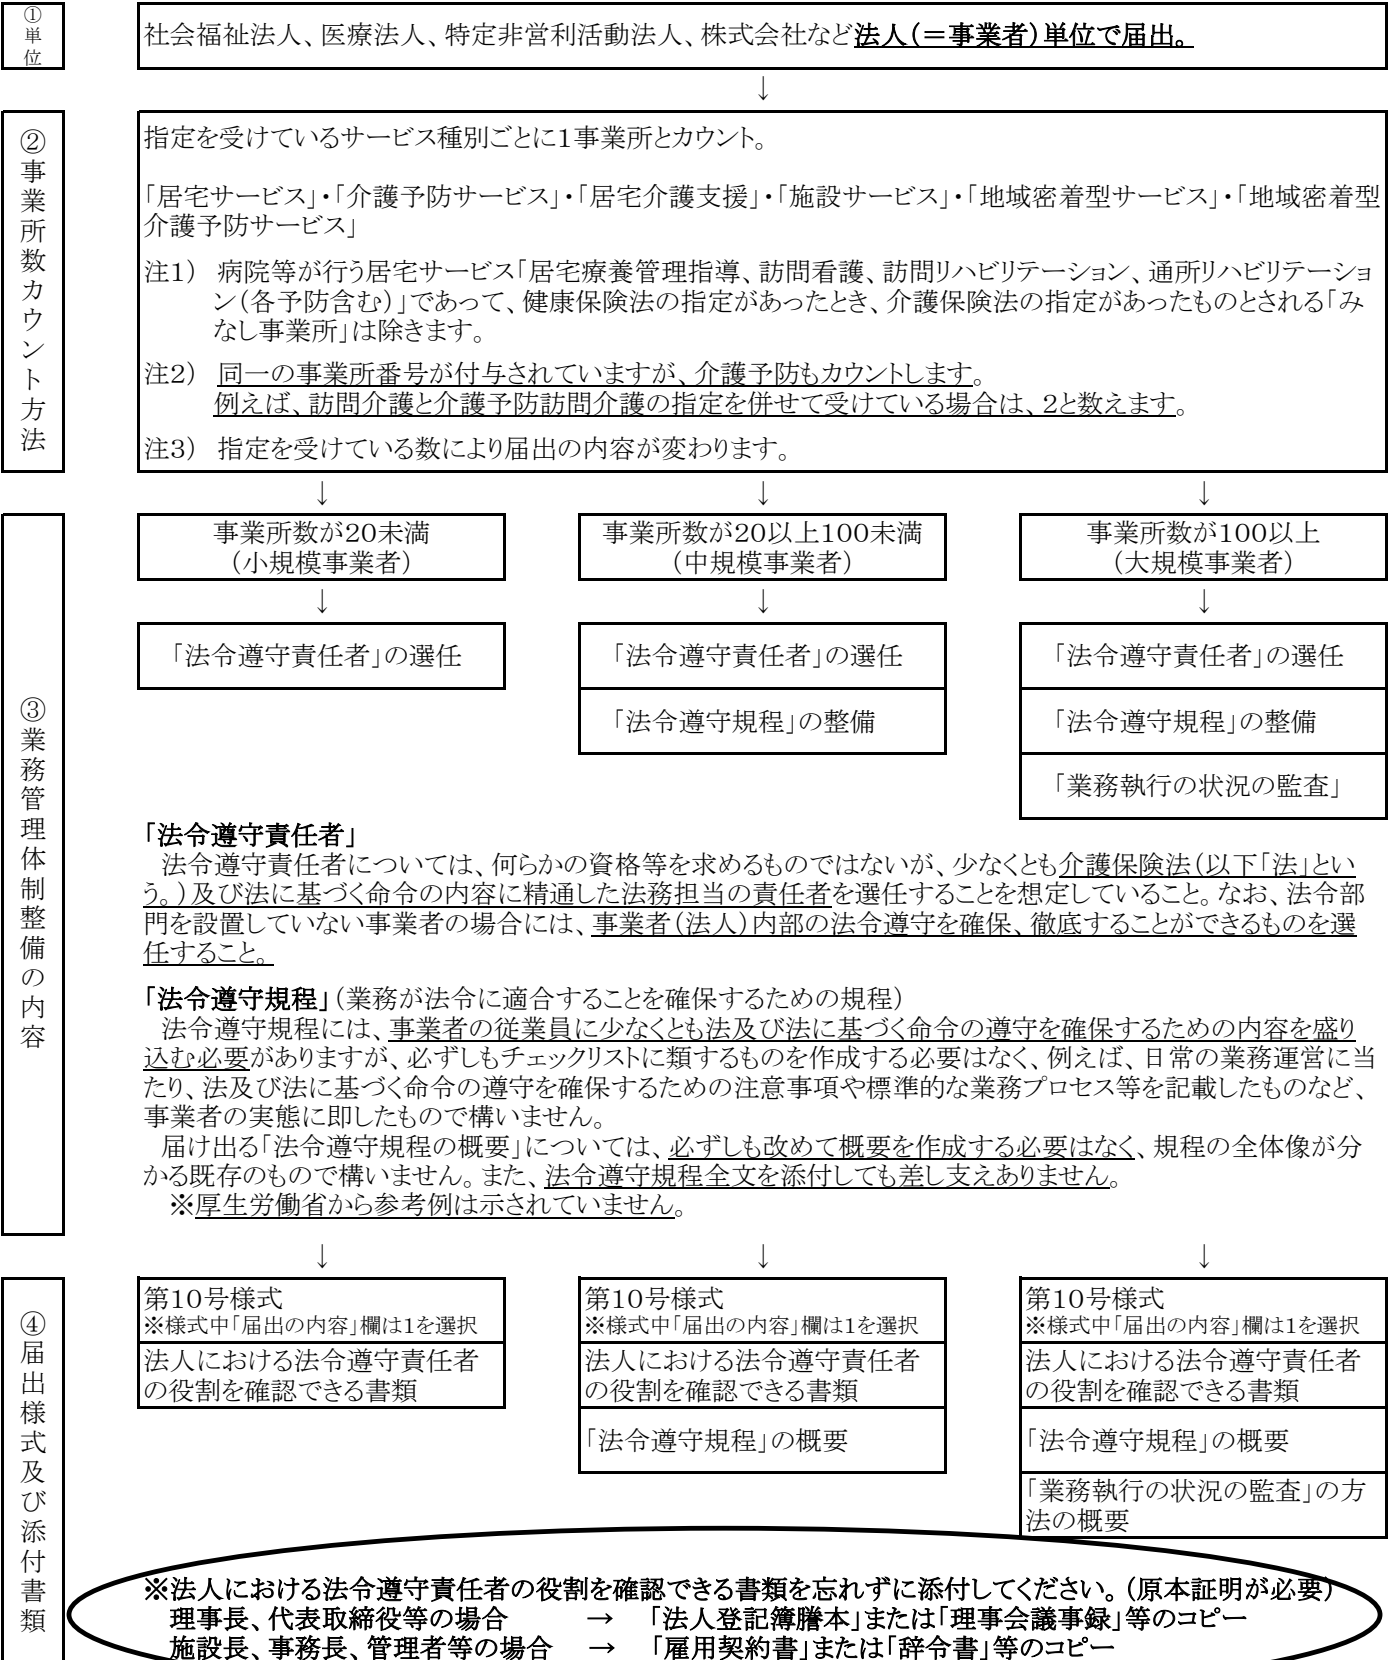 ①単位
社会福祉法人、医療法人、特定非営利活動法人、株式会社など法人(=事業者)単位で届出。
↓
②事業所数カウント方法
指定を受けているサービス種別ごとに1事業所とカウント。
「居宅サービス」・「介護予防サービス」・「居宅介護支援」・「施設サービス」・「地域密着型サービス」・「地域密着型
介護予防サービス」
注1) 病院等が行う居宅サービス「居宅療養管理指導、訪問看護、訪問リハビリテーション、通所リハビリテーショ
ン(各予防含む)」であって、健康保険法の指定があったとき、介護保険法の指定があったものとされる「み
なし事業所」は除きます。
注2) 同一の事業所番号が付与されていますが、介護予防もカウントします。
例えば、訪問介護と介護予防訪問介護の指定を併せて受けている場合は、2と数えます。
注3) 指定を受けている数により届出の内容が変わります。
↓ ↓ ↓
③業務管理体制整備の内容
事業所数が20未満
(小規模事業者)
事業所数が20以上100未満
(中規模事業者)
事業所数が100以上
(大規模事業者)
↓ ↓ ↓
「法令遵守責任者」の選任
「法令遵守責任者」の選任
「法令遵守規程」の整備
「法令遵守責任者」の選任
「法令遵守規程」の整備
「業務執行の状況の監査」
「法令遵守責任者」
法令遵守責任者については、何らかの資格等を求めるものではないが、少なくとも介護保険法(以下「法」とい
う。)及び法に基づく命令の内容に精通した法務担当の責任者を選任することを想定していること。なお、法令部
門を設置していない事業者の場合には、事業者(法人)内部の法令遵守を確保、徹底することができるものを選
任すること。
「法令遵守規程」(業務が法令に適合することを確保するための規程)
法令遵守規程には、事業者の従業員に少なくとも法及び法に基づく命令の遵守を確保するための内容を盛り
込む必要がありますが、必ずしもチェックリストに類するものを作成する必要はなく、例えば、日常の業務運営に当
たり、法及び法に基づく命令の遵守を確保するための注意事項や標準的な業務プロセス等を記載したものなど、
事業者の実態に即したもので構いません。
届け出る「法令遵守規程の概要」については、必ずしも改めて概要を作成する必要はなく、規程の全体像が分
かる既存のもので構いません。また、法令遵守規程全文を添付しても差し支えありません。
※厚生労働省から参考例は示されていません。
↓ ↓ ↓
④届出様式及び添付書類
第10号様式
※様式中「届出の内容」欄は1を選択
法人における法令遵守責任者
の役割を確認できる書類
第10号様式
※様式中「届出の内容」欄は1を選択
法人における法令遵守責任者
の役割を確認できる書類
「法令遵守規程」の概要
第10号様式
※様式中「届出の内容」欄は1を選択
法人における法令遵守責任者
の役割を確認できる書類
「法令遵守規程」の概要
「業務執行の状況の監査」の方
法の概要
※法人における法令遵守責任者の役割を確認できる書類を忘れずに添付してください。(原本証明が必要)
理事長、代表取締役等の場合 → 「法人登記簿謄本」または「理事会議事録」等のコピー
施設長、事務長、管理者等の場合 → 「雇用契約書」または「辞令書」等のコピー